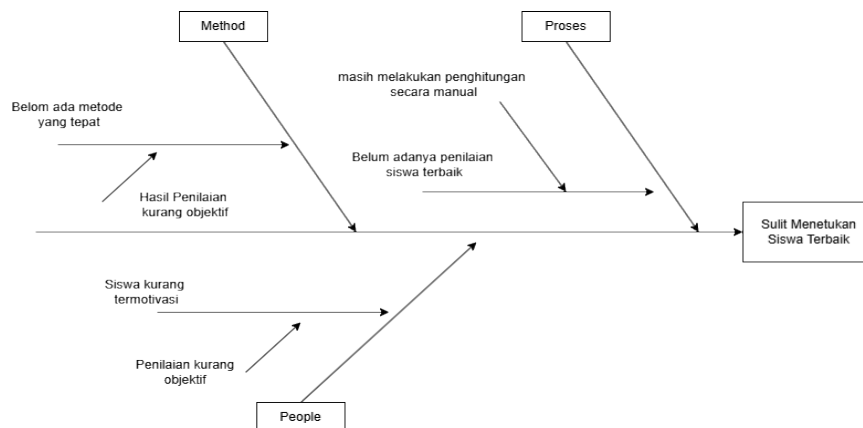 Method
Proses
masih melakukan penghitungan
secara manual
Belom ada metode
yang tepat
Belum adanya penilaian
siswa terbaik
Hasil Penilaian
kurang objektif
Sulit Menetukan
Siswa Terbaik
Siswa kurang
termotivasi
Penilaian kurang
objektif
People